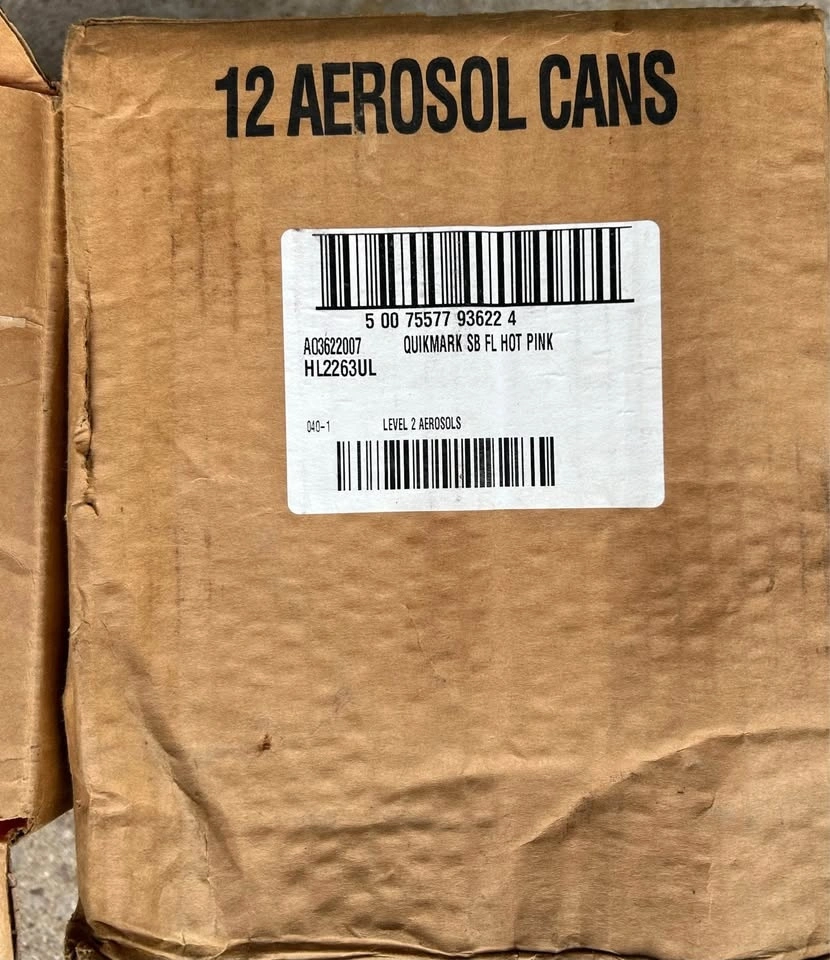 12 AEROSOL CANS
5 00 75577 93622 4
A03622007 QUIKMARK SB FL HOT PINK
HL2263UL
040-1 LEVEL 2 AEROSOLS